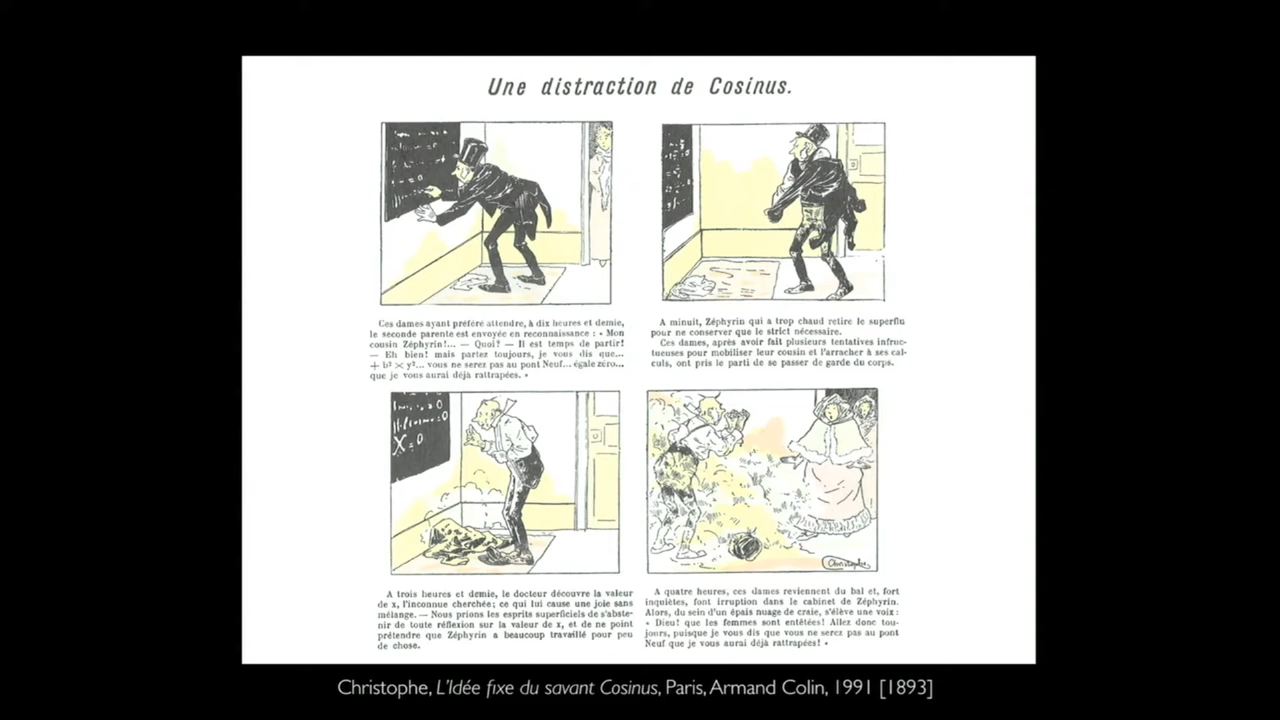 Une distraction de Cosinus.
Ces dames ayant préféré attendre, à dix heures et demie,
le seconde parente est envoyée en reconnaissance : « Mon
cousin Zéphyrin!... — Quoi? — Il est temps de partir!
— Eh bien! mais partez toujours, je vous dis que...
+ b² × y²... vous ne serez pas au pont Neuf... égale zéro...
que je vous aurai déjà rattrapées. »
A minuit, Zéphyrin qui a trop chaud retire le superflu
pour ne conserver que le strict nécessaire.
Ces dames, après avoir fait plusieurs tentatives infruc-
tueuses pour mobiliser leur cousin et l'arracher à ses cal-
culs, ont pris le parti de se passer de garde du corps.
X=0
A trois heures et demie, le docteur découvre la valeur
de x, l'inconnue cherchée; ce qui lui cause une joie sans
mélange. — Nous prions les esprits superficiels de s'abste-
nir de toute réflexion sur la valeur de x, et de ne point
prétendre que Zéphyrin a beaucoup travaillé pour peu
de chose.
Christophe
A quatre heures, ces dames reviennent du bal et, fort
inquiètes, font irruption dans le cabinet de Zéphyrin.
Alors, du sein d'un épais nuage de craie, s'élève une voix :
« Dieu! que les femmes sont entêtées! Allez donc tou-
jours, puisque je vous dis que vous ne serez pas au pont
Neuf que je vous aurai déjà rattrapées! »
Christophe, L'Idée fixe du savant Cosinus, Paris, Armand Colin, 1991 [1893]